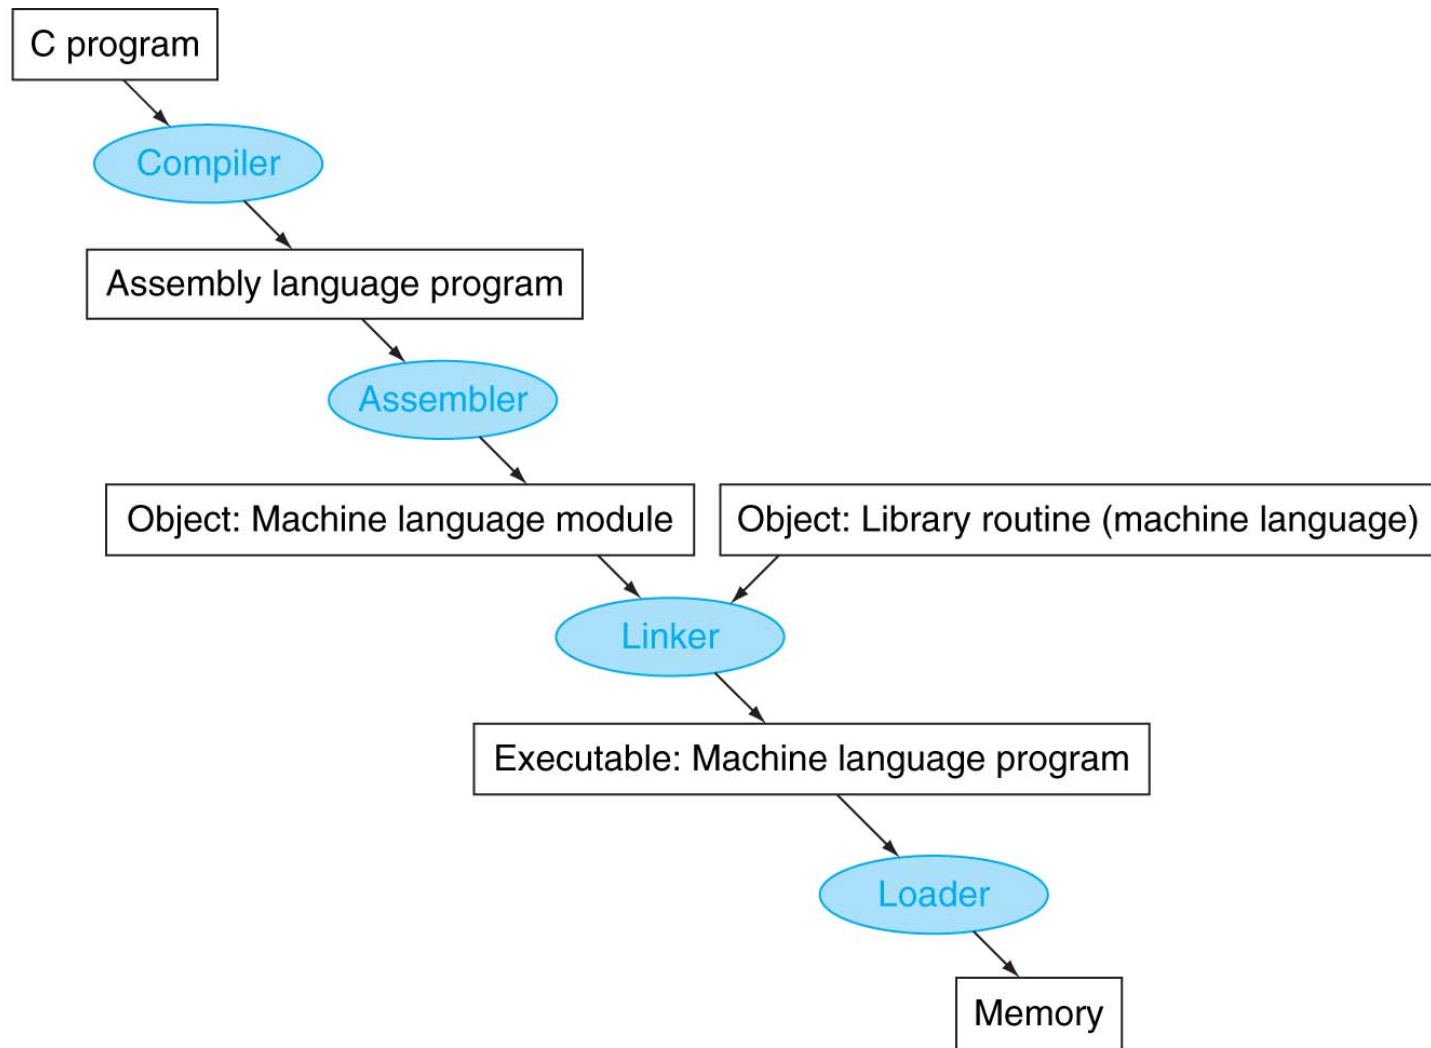 C program
Compiler
Assembly language program
Assembler
Object: Machine language module
Object: Library routine (machine language)
Linker
Executable: Machine language program
Loader
Memory